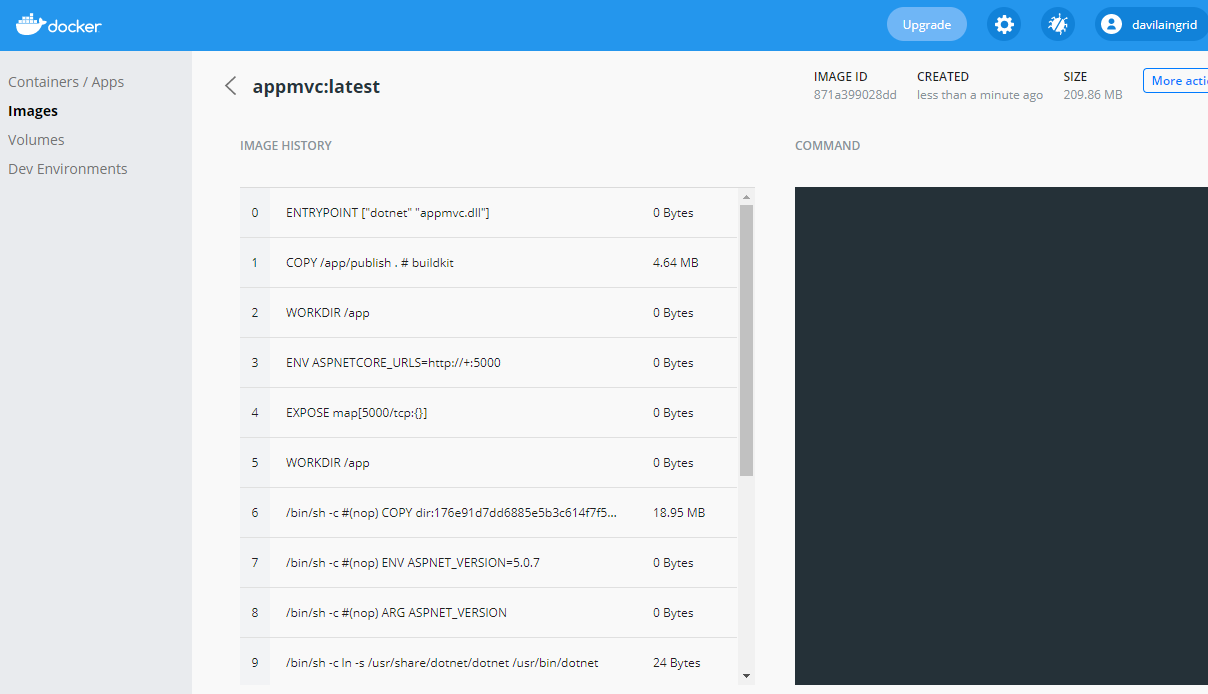 docker
Upgrade
davilaingrid
Containers / Apps
Images
Volumes
Dev Environments
appmvc:latest
IMAGE ID
871a399028dd
CREATED
less than a minute ago
SIZE
209.86 MB
More acti
IMAGE HISTORY
COMMAND
0 ENTRYPOINT ["dotnet" "appmvc.dll"] 0 Bytes
1 COPY /app/publish . # buildkit 4.64 MB
2 WORKDIR /app 0 Bytes
3 ENV ASPNETCORE_URLS=http://+:5000 0 Bytes
4 EXPOSE map[5000/tcp:{}] 0 Bytes
5 WORKDIR /app 0 Bytes
6 /bin/sh -c #(nop) COPY dir:176e91d7dd6885e5b3c614f7f5... 18.95 MB
7 /bin/sh -c #(nop) ENV ASPNET_VERSION=5.0.7 0 Bytes
8 /bin/sh -c #(nop) ARG ASPNET_VERSION 0 Bytes
9 /bin/sh -c ln -s /usr/share/dotnet/dotnet /usr/bin/dotnet 24 Bytes